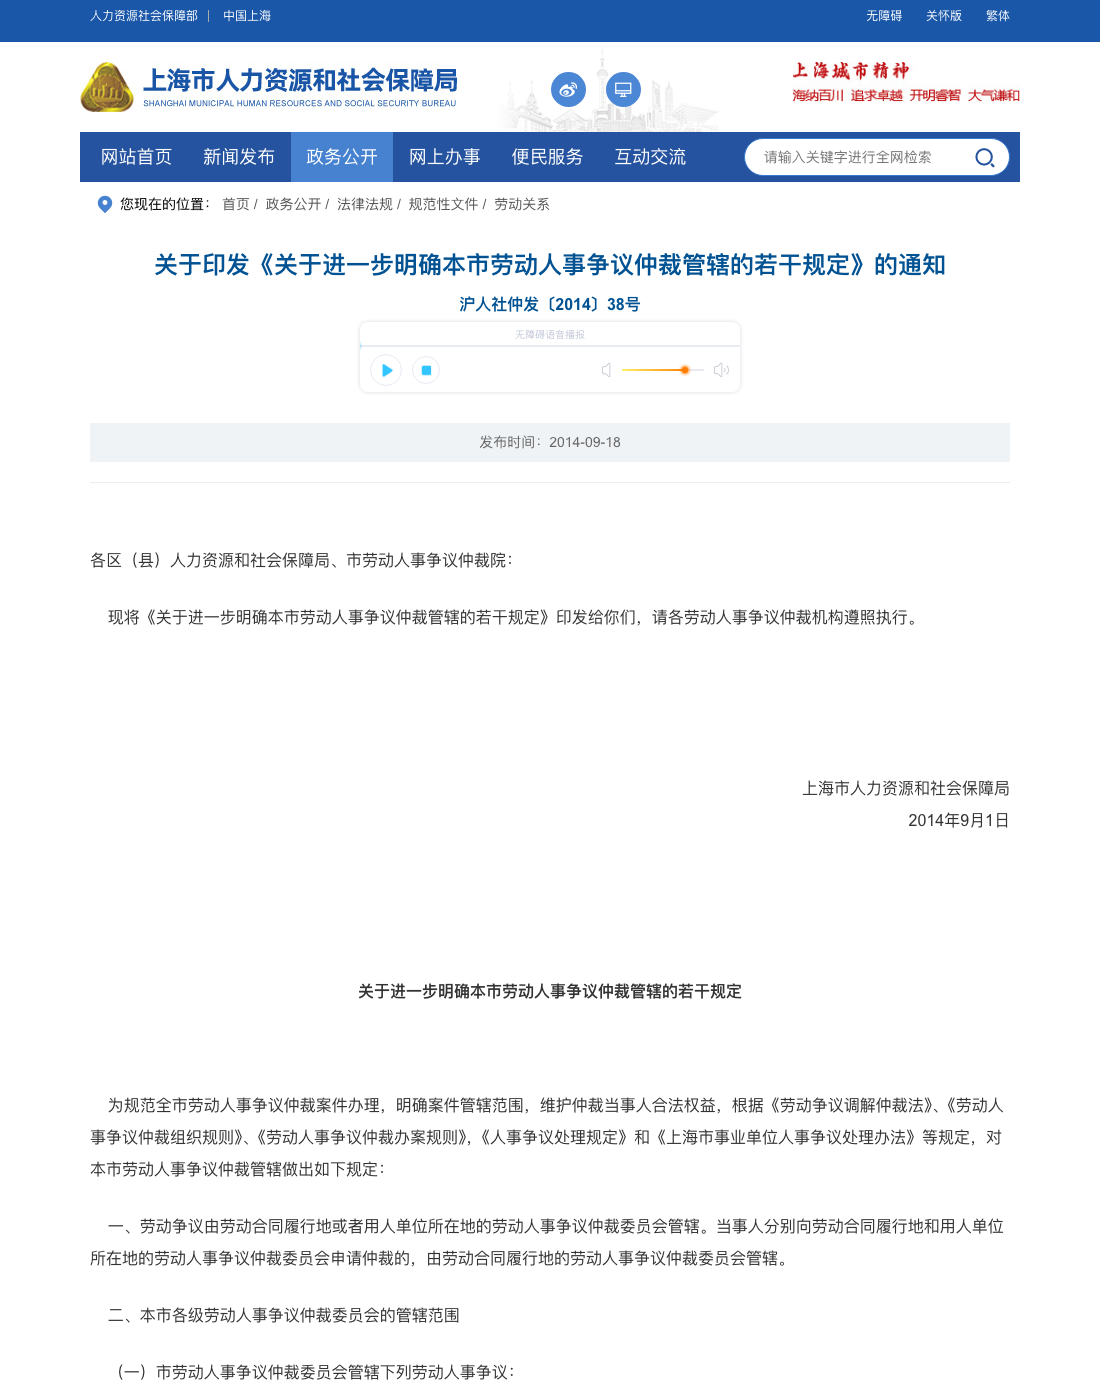 人力资源社会保障部 | 中国上海 无障碍 关怀版 繁体
上海市人力资源和社会保障局
SHANGHAI MUNICIPAL HUMAN RESOURCES AND SOCIAL SECURITY BUREAU
上海城市精神
海纳百川 追求卓越 开明睿智 大气谦和
网站首页 新闻发布 政务公开 网上办事 便民服务 互动交流 请输入关键字进行全网检索
您现在的位置： 首页 / 政务公开 / 法律法规 / 规范性文件 / 劳动关系
关于印发《关于进一步明确本市劳动人事争议仲裁管辖的若干规定》的通知
沪人社仲发〔2014〕38号
无障碍语音播报
发布时间：2014-09-18
各区（县）人力资源和社会保障局、市劳动人事争议仲裁院：
现将《关于进一步明确本市劳动人事争议仲裁管辖的若干规定》印发给你们，请各劳动人事争议仲裁机构遵照执行。
上海市人力资源和社会保障局
2014年9月1日
关于进一步明确本市劳动人事争议仲裁管辖的若干规定
为规范全市劳动人事争议仲裁案件办理，明确案件管辖范围，维护仲裁当事人合法权益，根据《劳动争议调解仲裁法》、《劳动人
事争议仲裁组织规则》、《劳动人事争议仲裁办案规则》，《人事争议处理规定》和《上海市事业单位人事争议处理办法》等规定，对
本市劳动人事争议仲裁管辖做出如下规定：
一、劳动争议由劳动合同履行地或者用人单位所在地的劳动人事争议仲裁委员会管辖。当事人分别向劳动合同履行地和用人单位
所在地的劳动人事争议仲裁委员会申请仲裁的，由劳动合同履行地的劳动人事争议仲裁委员会管辖。
二、本市各级劳动人事争议仲裁委员会的管辖范围
（一）市劳动人事争议仲裁委员会管辖下列劳动人事争议：